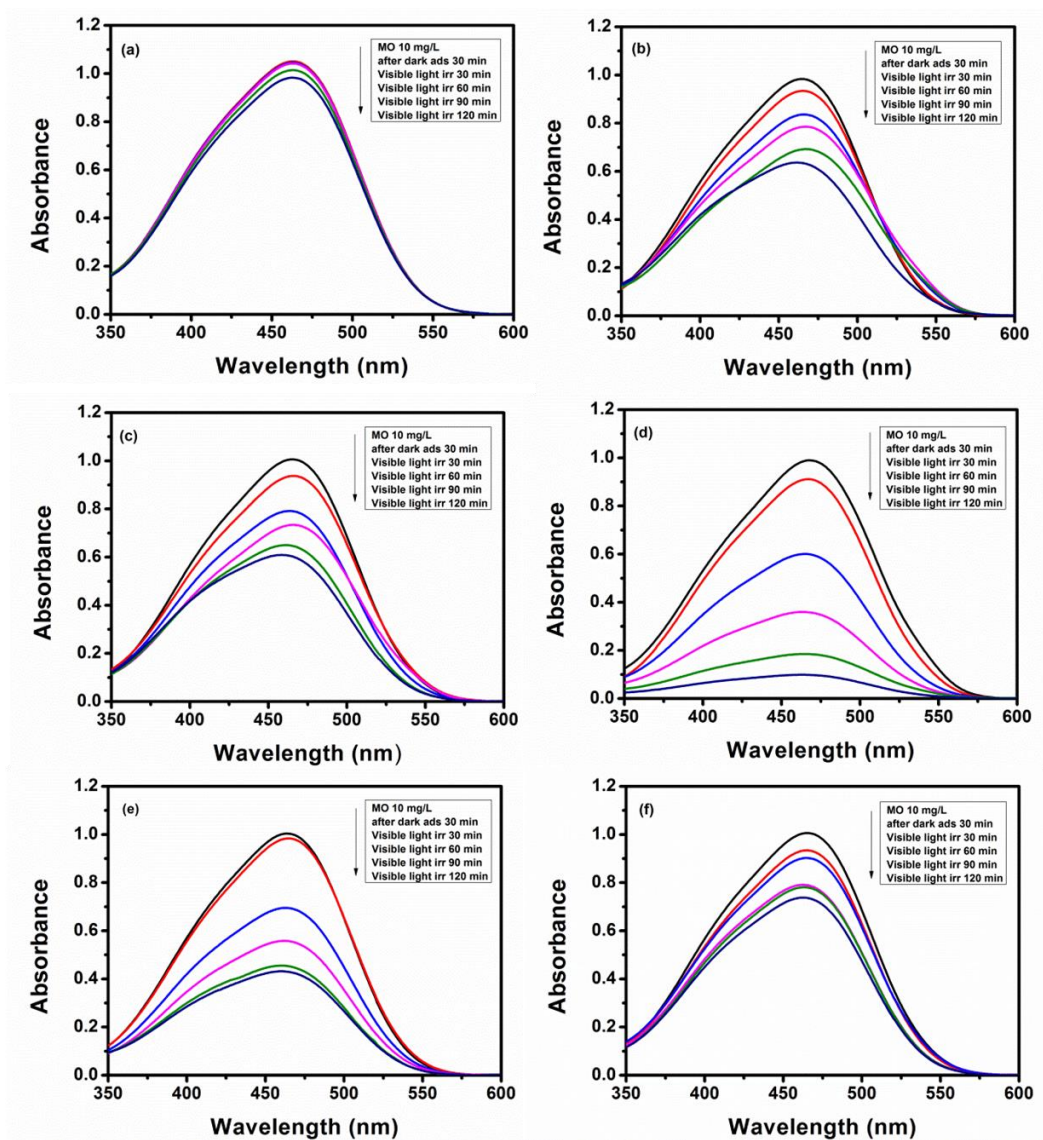 (a)
MO 10 mg/L
after dark ads 30 min
Visible light irr 30 min
Visible light irr 60 min
Visible light irr 90 min
Visible light irr 120 min
1.2
1.0
0.8
0.6
0.4
0.2
0.0
Absorbance
350 400 450 500 550 600
Wavelength (nm)
(b)
MO 10 mg/L
after dark ads 30 min
Visible light irr 30 min
Visible light irr 60 min
Visible light irr 90 min
Visible light irr 120 min
1.2
1.0
0.8
0.6
0.4
0.2
0.0
Absorbance
350 400 450 500 550 600
Wavelength (nm)
(c)
MO 10 mg/L
after dark ads 30 min
Visible light irr 30 min
Visible light irr 60 min
Visible light irr 90 min
Visible light irr 120 min
1.2
1.0
0.8
0.6
0.4
0.2
0.0
Absorbance
350 400 450 500 550 600
Wavelength (nm)
(d)
MO 10 mg/L
after dark ads 30 min
Visible light irr 30 min
Visible light irr 60 min
Visible light irr 90 min
Visible light irr 120 min
1.2
1.0
0.8
0.6
0.4
0.2
0.0
Absorbance
350 400 450 500 550 600
Wavelength (nm)
(e)
MO 10 mg/L
after dark ads 30 min
Visible light irr 30 min
Visible light irr 60 min
Visible light irr 90 min
Visible light irr 120 min
1.2
1.0
0.8
0.6
0.4
0.2
0.0
Absorbance
350 400 450 500 550 600
Wavelength (nm)
(f)
MO 10 mg/L
after dark ads 30 min
Visible light irr 30 min
Visible light irr 60 min
Visible light irr 90 min
Visible light irr 120 min
1.2
1.0
0.8
0.6
0.4
0.2
0.0
Absorbance
350 400 450 500 550 600
Wavelength (nm)